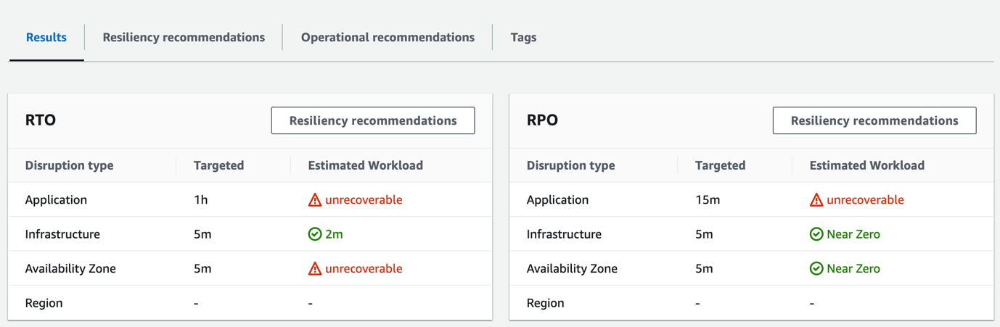 Results Resiliency recommendations Operational recommendations Tags
RTO Resiliency recommendations
Disruption type Targeted Estimated Workload
Application 1h unrecoverable
Infrastructure 5m 2m
Availability Zone 5m unrecoverable
Region - -
RPO Resiliency recommendations
Disruption type Targeted Estimated Workload
Application 15m unrecoverable
Infrastructure 5m Near Zero
Availability Zone 5m Near Zero
Region - -